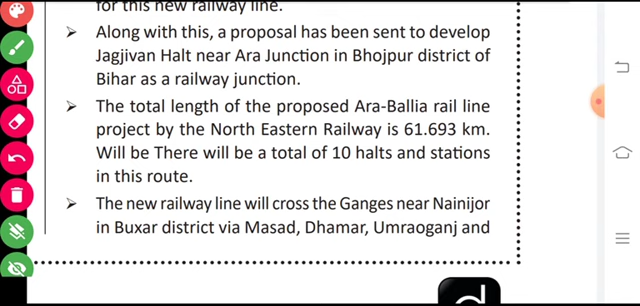 for this new railway line.
➤ Along with this, a proposal has been sent to develop
Jagjivan Halt near Ara Junction in Bhojpur district of
Bihar as a railway junction.
➤ The total length of the proposed Ara-Ballia rail line
project by the North Eastern Railway is 61.693 km.
Will be There will be a total of 10 halts and stations
in this route.
➤ The new railway line will cross the Ganges near Nainijor
in Buxar district via Masad, Dhamar, Umraoganj and